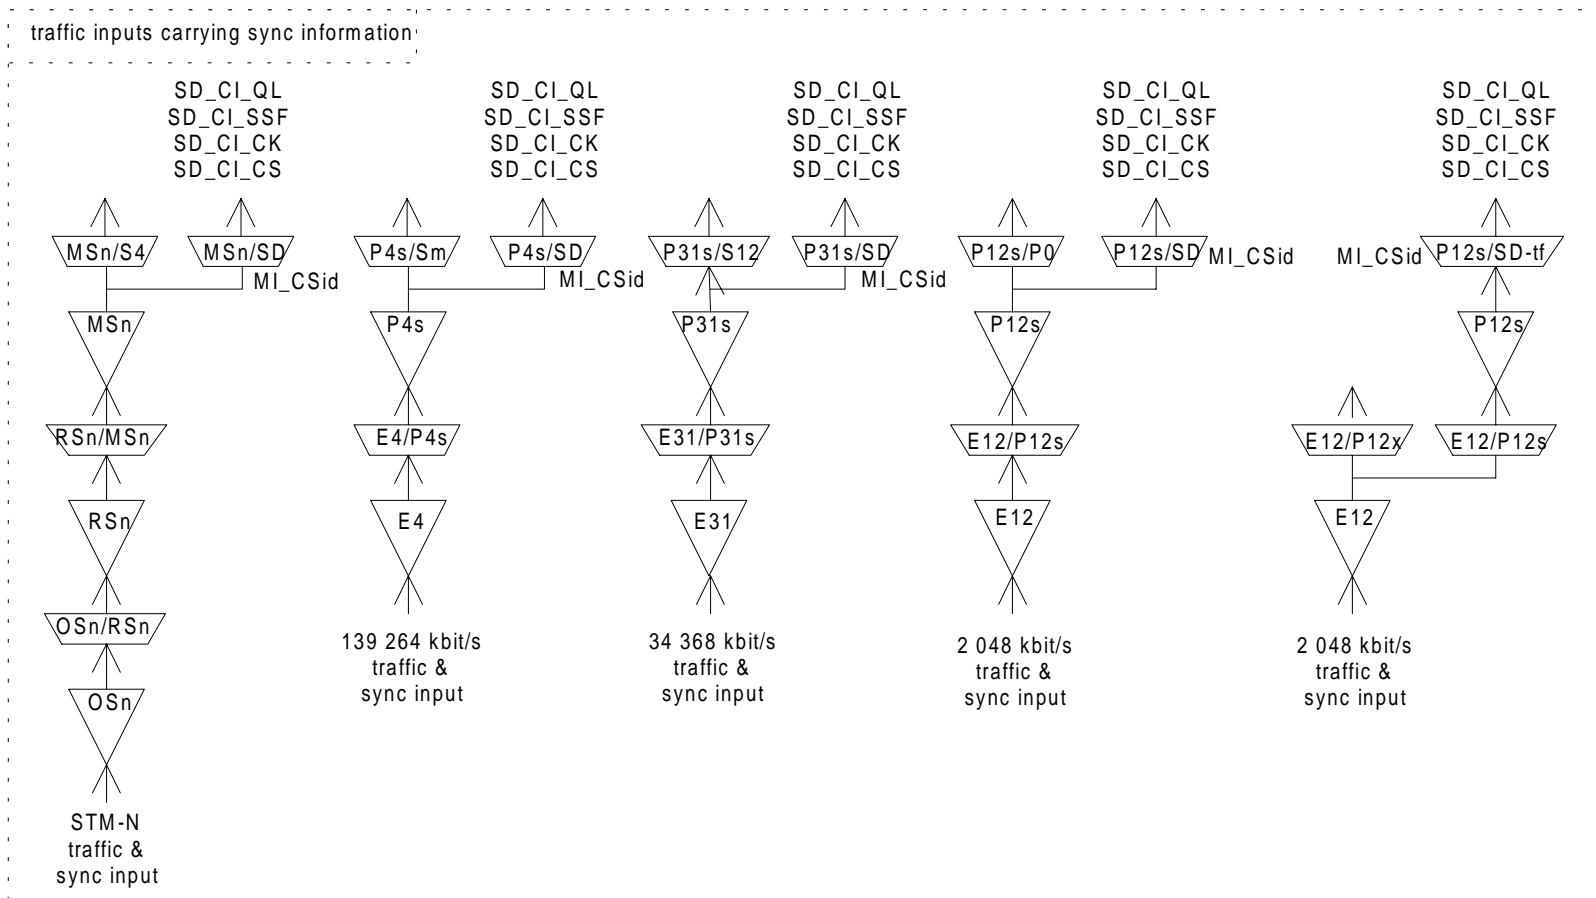 traffic inputs carrying sync information
SD_CI_QL
SD_CI_SSF
SD_CI_CK
SD_CI_CS
SD_CI_QL
SD_CI_SSF
SD_CI_CK
SD_CI_CS
SD_CI_QL
SD_CI_SSF
SD_CI_CK
SD_CI_CS
SD_CI_QL
SD_CI_SSF
SD_CI_CK
SD_CI_CS
SD_CI_QL
SD_CI_SSF
SD_CI_CK
SD_CI_CS
MSn/S4
MSn/SD
MI_CSid
MSn
RSn/MSn
RSn
OSn/RSn
OSn
STM-N
traffic &
sync input
P4s/Sm
P4s/SD
MI_CSid
P4s
E4/P4s
E4
139 264 kbit/s
traffic &
sync input
P31s/S12
P31s/SD
MI_CSid
P31s
E31/P31s
E31
34 368 kbit/s
traffic &
sync input
P12s/P0
P12s/SD
MI_CSid
P12s
E12/P12s
E12
2 048 kbit/s
traffic &
sync input
MI_CSid
P12s/SD-tf
P12s
E12/P12x
E12/P12s
E12
2 048 kbit/s
traffic &
sync input